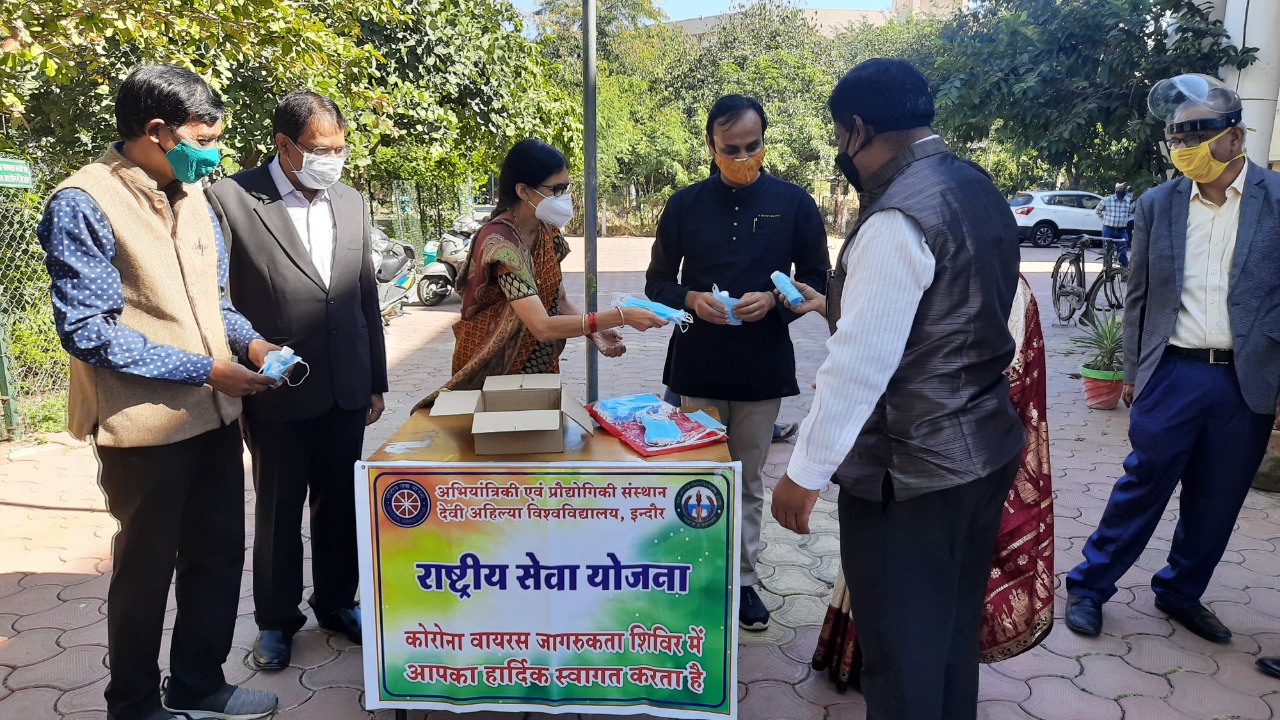 अभियांत्रिकी एवं प्रौद्योगिकी संस्थान
देवी अहिल्या विश्वविद्यालय, इन्दौर
राष्ट्रीय सेवा योजना
कोरोना वायरस जागरुकता शिविर में
आपका हार्दिक स्वागत करता है